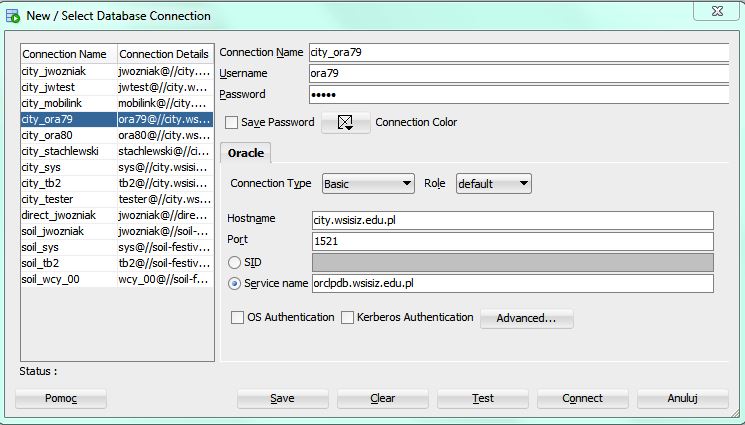 New / Select Database Connection
Connection Name Connection Details
city_jwozniak jwozniak@//city....
city_jwtest jwtest@//city.w...
city_mobilink mobilink@//city....
city_ora79 ora79@//city.ws...
city_ora80 ora80@//city.ws...
city_stachlewski stachlewski@//ci...
city_sys sys@//city.wsisi...
city_tb2 tb2@//city.wsisi...
city_tester tester@//city.ws...
direct_jwozniak jwozniak@//dire...
soil_jwozniak jwozniak@//soil-...
soil_sys sys@//soil-festiv...
soil_tb2 tb2@//soil-festiv...
soil_wcy_00 wcy_00@//soil-f...
Connection Name city_ora79
Username ora79
Password •••••
Save Password Connection Color
Oracle
Connection Type Basic Role default
Hostname city.wsisiz.edu.pl
Port 1521
SID
Service name orclpdb.wsisiz.edu.pl
OS Authentication Kerberos Authentication Advanced...
Status :
Pomoc Save Clear Test Connect Anuluj